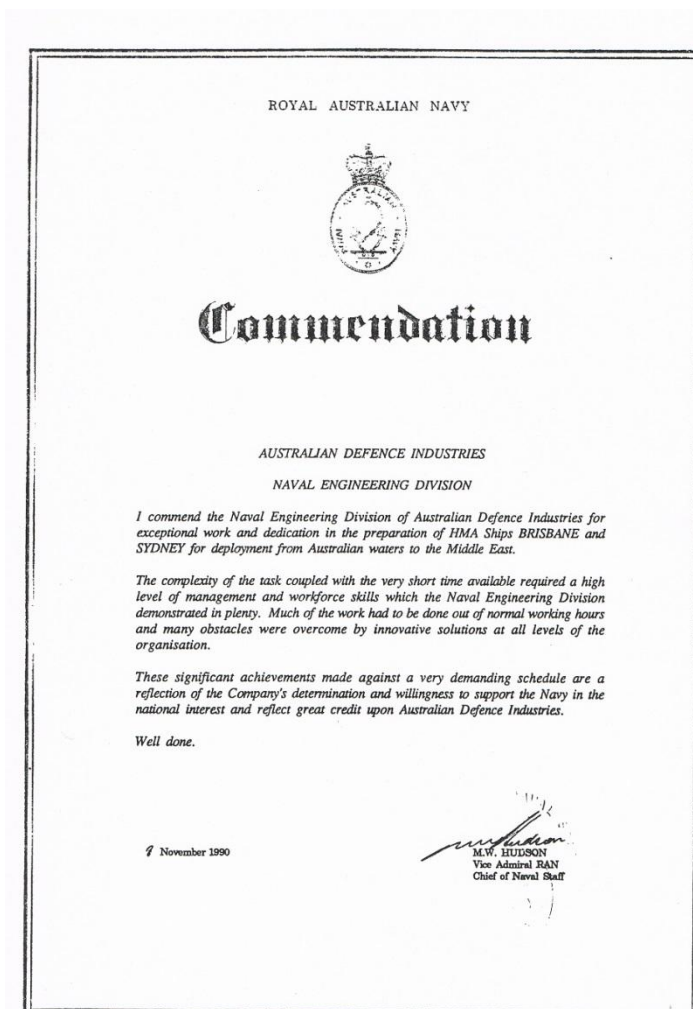 ROYAL AUSTRALIAN NAVY
AUSTRALIAN
NAVY
Commendation
AUSTRALIAN DEFENCE INDUSTRIES
NAVAL ENGINEERING DIVISION
I commend the Naval Engineering Division of Australian Defence Industries for
exceptional work and dedication in the preparation of HMA Ships BRISBANE and
SYDNEY for deployment from Australian waters to the Middle East.
The complexity of the task coupled with the very short time available required a high
level of management and workforce skills which the Naval Engineering Division
demonstrated in plenty. Much of the work had to be done out of normal working hours
and many obstacles were overcome by innovative solutions at all levels of the
organisation.
These significant achievements made against a very demanding schedule are a
reflection of the Company's determination and willingness to support the Navy in the
national interest and reflect great credit upon Australian Defence Industries.
Well done.
9 November 1990
M.W. HUDSON
Vice Admiral RAN
Chief of Naval Staff